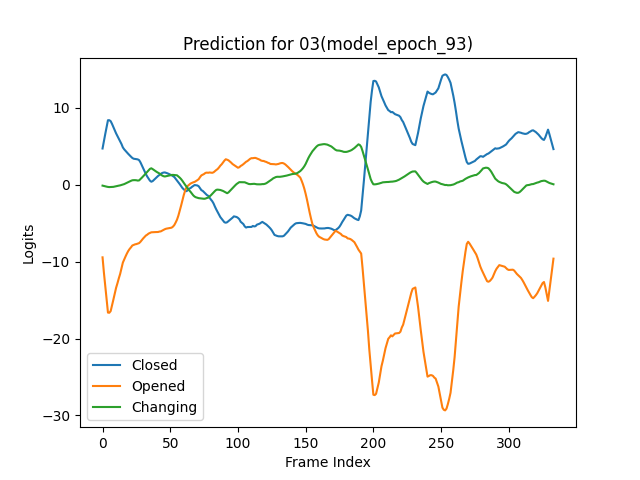 Prediction for 03(model_epoch_93)
Logits
10
0
−10
−20
−30
Closed
Opened
Changing
0 50 100 150 200 250 300
Frame Index